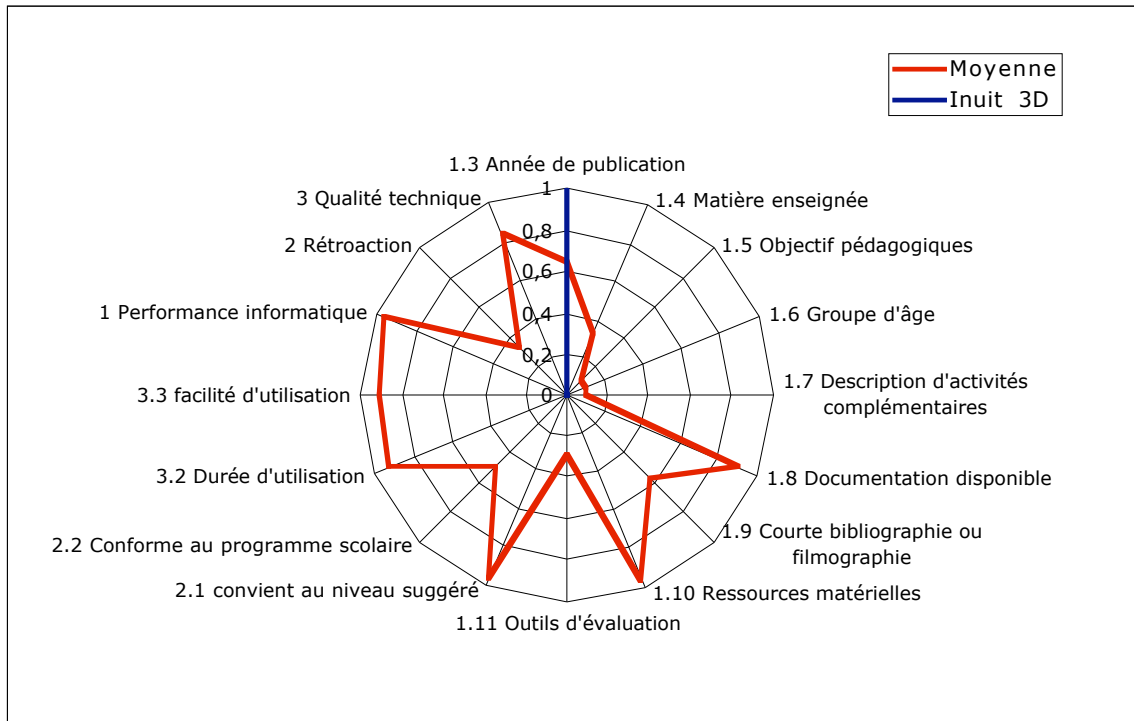 Moyenne
Inuit 3D
1.3 Année de publication
1.4 Matière enseignée
1.5 Objectif pédagogiques
1.6 Groupe d'âge
1.7 Description d'activités
complémentaires
1.8 Documentation disponible
1.9 Courte bibliographie ou
filmographie
1.10 Ressources matérielles
1.11 Outils d'évaluation
2.1 convient au niveau suggéré
2.2 Conforme au programme scolaire
3.2 Durée d'utilisation
3.3 facilité d'utilisation
1 Performance informatique
2 Rétroaction
3 Qualité technique
1
0,8
0,6
0,4
0,2
0